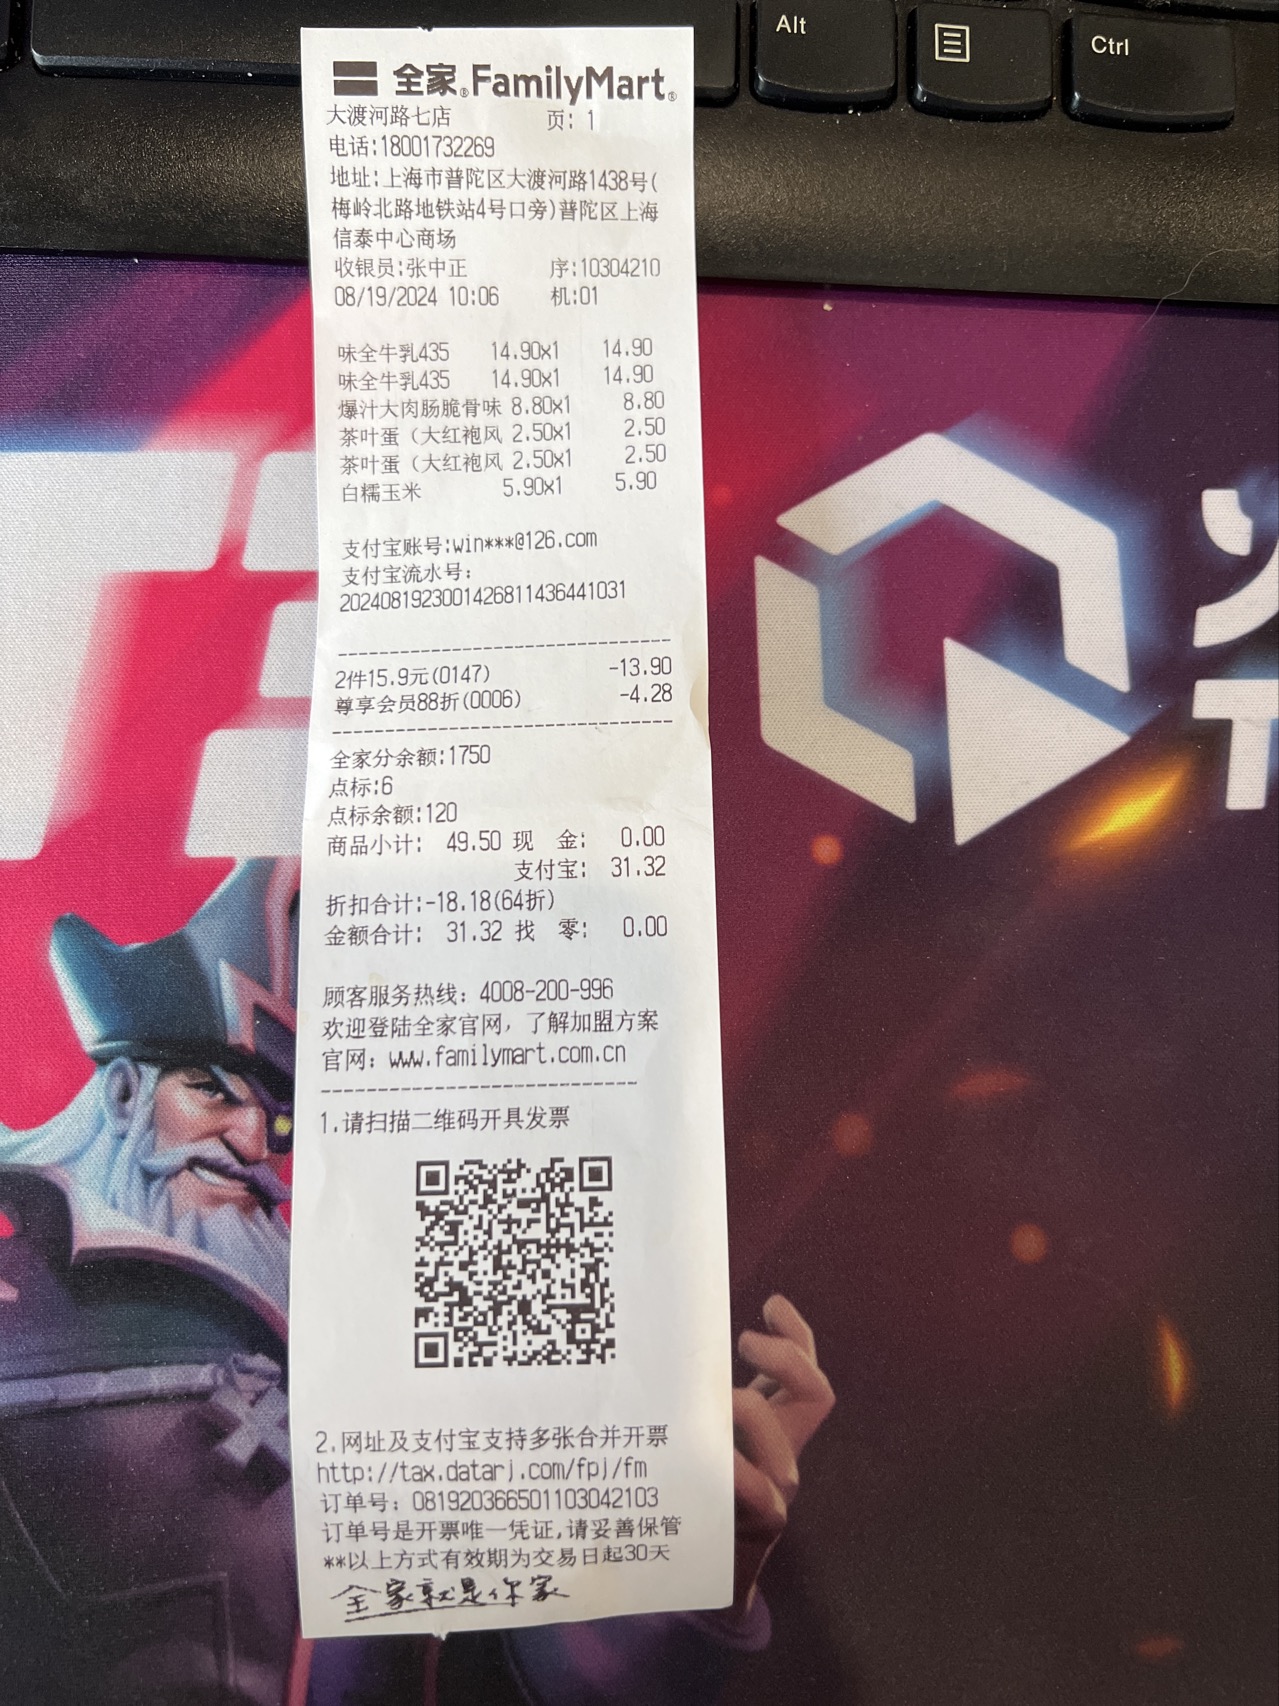 Alt
Ctrl
全家®FamilyMart®
大渡河路七店 页: 1
电话:18001732269
地址:上海市普陀区大渡河路1438号(
梅岭北路地铁站4号口旁)普陀区上海
信泰中心商场
收银员:张中正 序:10304210
08/19/2024 10:06 机:01
味全牛乳435 14.90x1 14.90
味全牛乳435 14.90x1 14.90
爆汁大肉肠脆骨味 8.80x1 8.80
茶叶蛋（大红袍风 2.50x1 2.50
茶叶蛋（大红袍风 2.50x1 2.50
白糯玉米 5.90x1 5.90
支付宝账号:win***@126.com
支付宝流水号:
2024081923001426811436441031
2件15.9元(0147) -13.90
尊享会员88折(0006) -4.28
全家分余额:1750
点标:6
点标余额:120
商品小计: 49.50 现 金: 0.00
支付宝: 31.32
折扣合计:-18.18(64折)
金额合计: 31.32 找 零: 0.00
顾客服务热线: 4008-200-996
欢迎登陆全家官网，了解加盟方案
官网: www.familymart.com.cn
1.请扫描二维码开具发票
2.网址及支付宝支持多张合并开票
http://tax.datarj.com/fpj/fm
订单号: 081920366501103042103
订单号是开票唯一凭证,请妥善保管
**以上方式有效期为交易日起30天
全家就是你家